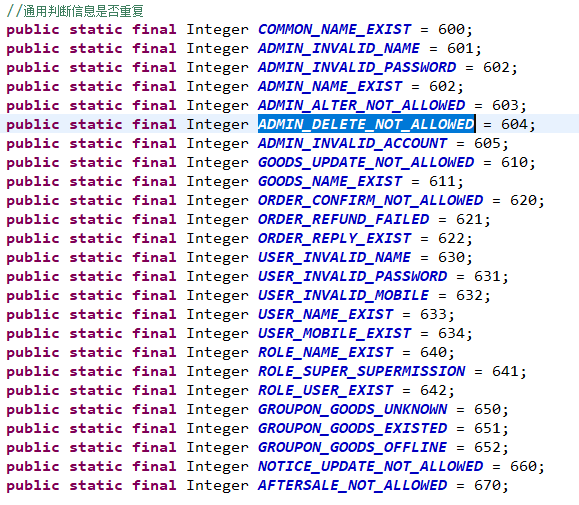 //通用判断信息是否重复
public static final Integer COMMON_NAME_EXIST = 600;
public static final Integer ADMIN_INVALID_NAME = 601;
public static final Integer ADMIN_INVALID_PASSWORD = 602;
public static final Integer ADMIN_NAME_EXIST = 602;
public static final Integer ADMIN_ALTER_NOT_ALLOWED = 603;
public static final Integer ADMIN_DELETE_NOT_ALLOWED = 604;
public static final Integer ADMIN_INVALID_ACCOUNT = 605;
public static final Integer GOODS_UPDATE_NOT_ALLOWED = 610;
public static final Integer GOODS_NAME_EXIST = 611;
public static final Integer ORDER_CONFIRM_NOT_ALLOWED = 620;
public static final Integer ORDER_REFUND_FAILED = 621;
public static final Integer ORDER_REPLY_EXIST = 622;
public static final Integer USER_INVALID_NAME = 630;
public static final Integer USER_INVALID_PASSWORD = 631;
public static final Integer USER_INVALID_MOBILE = 632;
public static final Integer USER_NAME_EXIST = 633;
public static final Integer USER_MOBILE_EXIST = 634;
public static final Integer ROLE_NAME_EXIST = 640;
public static final Integer ROLE_SUPER_SUPERMISSION = 641;
public static final Integer ROLE_USER_EXIST = 642;
public static final Integer GROUPON_GOODS_UNKNOWN = 650;
public static final Integer GROUPON_GOODS_EXISTED = 651;
public static final Integer GROUPON_GOODS_OFFLINE = 652;
public static final Integer NOTICE_UPDATE_NOT_ALLOWED = 660;
public static final Integer AFTERSALE_NOT_ALLOWED = 670;